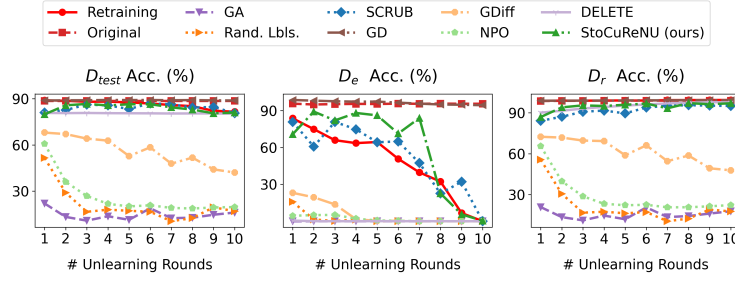 Retraining GA SCRUB GDiff DELETE
Original Rand. Lbls. GD NPO StoCuReNU (ours)
D_test Acc. (%) D_e Acc. (%) D_r Acc. (%)
90 90
90
60 60
60
30 30
30
1 2 3 4 5 6 7 8 9 10 1 2 3 4 5 6 7 8 9 10 1 2 3 4 5 6 7 8 9 10
# Unlearning Rounds # Unlearning Rounds # Unlearning Rounds